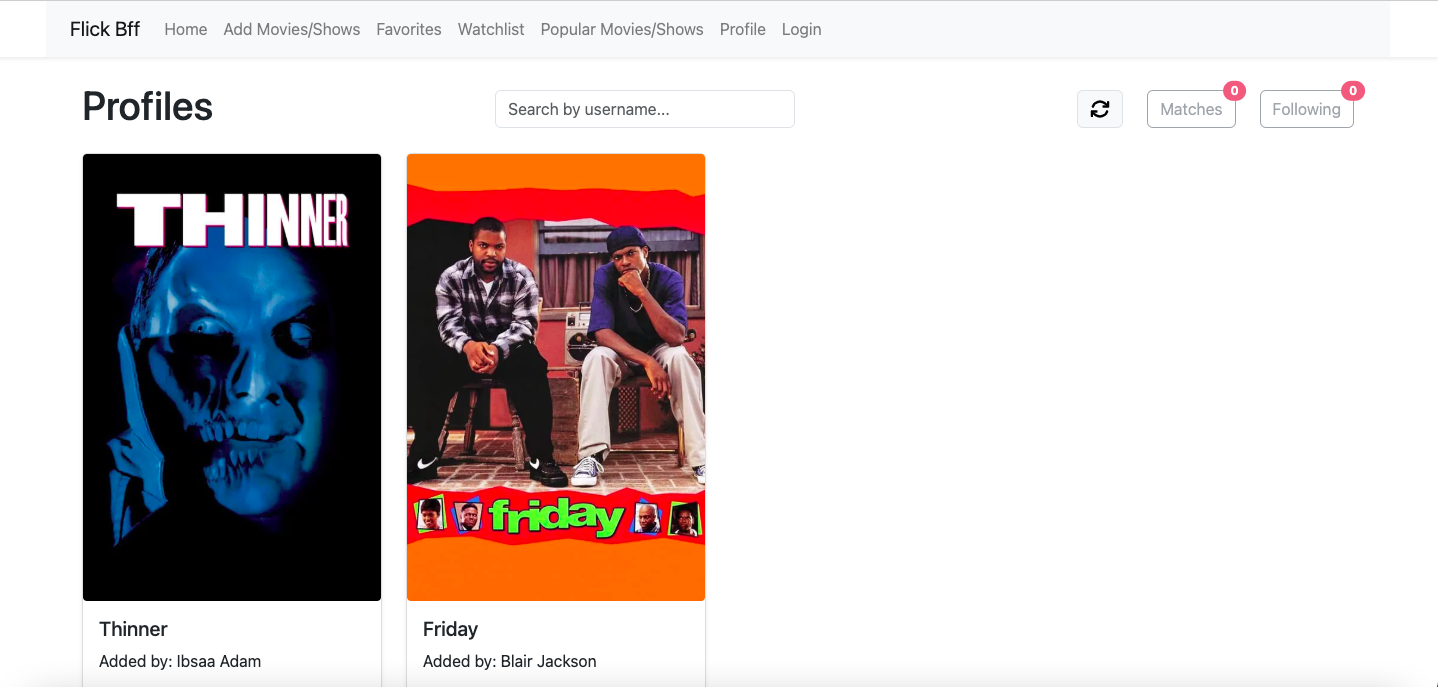 Flick Bff Home Add Movies/Shows Favorites Watchlist Popular Movies/Shows Profile Login
Profiles
Search by username...
Matches 0
Following 0
THINNER
friday
Thinner
Added by: Ibsaa Adam
Friday
Added by: Blair Jackson